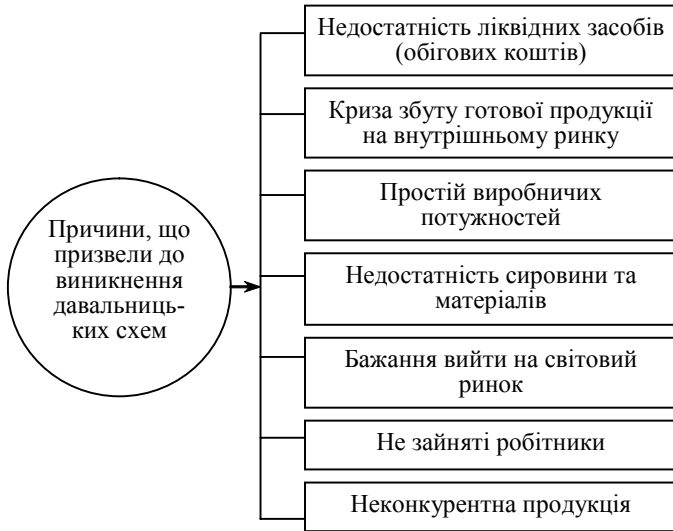 Причини, що
призвели до
виникнення
давальниць-
ких схем
Недостатність ліквідних засобів
(обігових коштів)
Криза збуту готової продукції
на внутрішньому ринку
Простій виробничих
потужностей
Недостатність сировини та
матеріалів
Бажання вийти на світовий
ринок
Не зайняті робітники
Неконкурентна продукція